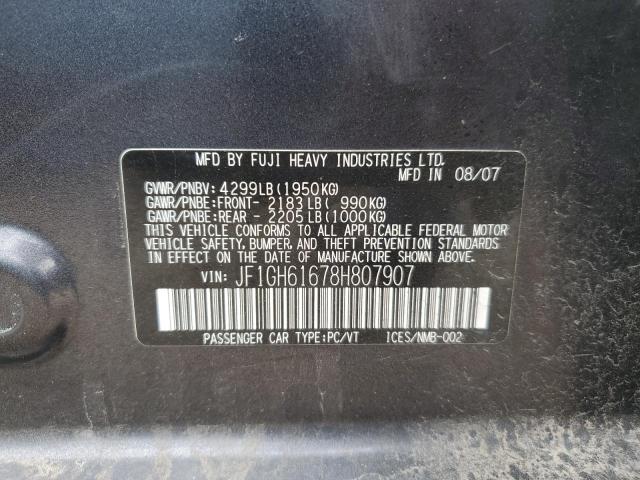 MFD BY FUJI HEAVY INDUSTRIES LTD.
MFD IN 08/07
GVWR/PNBV: 4299LB(1950KG)
GAWR/PNBE:FRONT- 2183LB( 990KG)
GAWR/PNBE:REAR - 2205LB(1000KG)
THIS VEHICLE CONFORMS TO ALL APPLICABLE FEDERAL MOTOR
VEHICLE SAFETY, BUMPER, AND THEFT PREVENTION STANDARDS
IN EFFECT ON THE DATE OF MANUFACTURE SHOWN ABOVE.
VIN: JF1GH61678H807907
PASSENGER CAR TYPE:PC/VT ICES/NMB-002